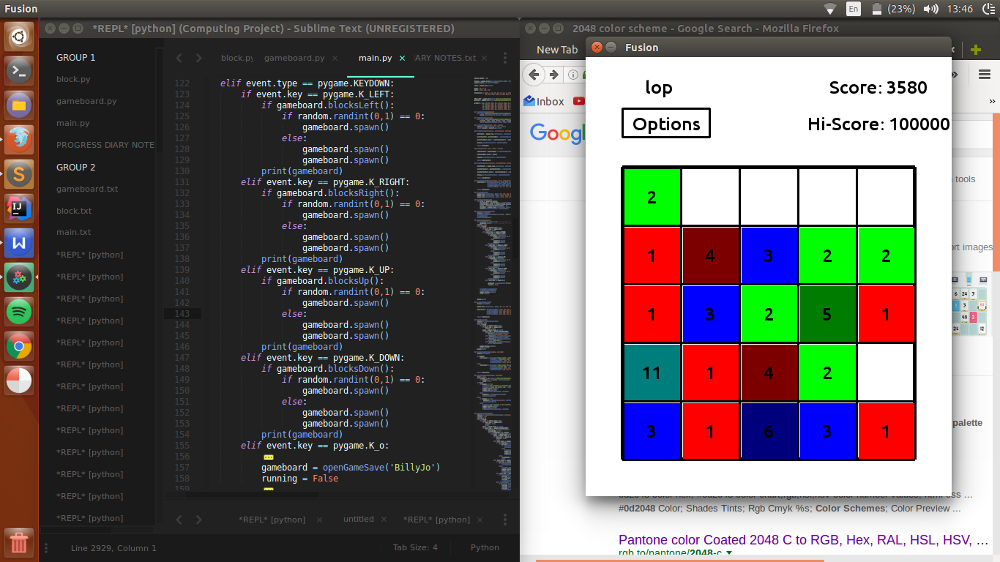 Fusion
En
(23%)
13:46
*REPL* [python] (Computing Project) - Sublime Text (UNREGISTERED)
GROUP 1
block.py
gameboard.py
main.py
PROGRESS DIARY NOTE
GROUP 2
gameboard.txt
block.txt
main.txt
*REPL* [python]
*REPL* [python]
*REPL* [python]
*REPL* [python]
*REPL* [python]
*REPL* [python]
*REPL* [python]
*REPL* [python]
*REPL* [python]
*REPL* [python]
*REPL* [python]
*REPL* [python]
*REPL* [python]
block.py gameboard.py × main.py × ARY NOTES.txt ×
122 elif event.type == pygame.KEYDOWN:
123 if event.key == pygame.K_LEFT:
124 if gameboard.blocksLeft():
125 if random.randint(0,1) == 0:
126 gameboard.spawn()
127 else:
128 gameboard.spawn()
129 gameboard.spawn()
130 print(gameboard)
131 elif event.key == pygame.K_RIGHT:
132 if gameboard.blocksRight():
133 if random.randint(0,1) == 0:
134 gameboard.spawn()
135 else:
136 gameboard.spawn()
137 gameboard.spawn()
138 print(gameboard)
139 elif event.key == pygame.K_UP:
140 if gameboard.blocksUp():
141 if random.randint(0,1) == 0:
142 gameboard.spawn()
143 else:
144 gameboard.spawn()
145 gameboard.spawn()
146 print(gameboard)
147 elif event.key == pygame.K_DOWN:
148 if gameboard.blocksDown():
149 if random.randint(0,1) == 0:
150 gameboard.spawn()
151 else:
152 gameboard.spawn()
153 gameboard.spawn()
154 print(gameboard)
155 elif event.key == pygame.K_o:
156
157 gameboard = openGameSave('BillyJo')
158 running = False
159
*REPL* [python] × untitled × *REPL* [python] ×
Line 2929, Column 1
Tab Size: 4
Python
2048 color scheme - Google Search - Mozilla Firefox
New Tab
Inbox
Googl
tools
ort images
palette
Fusion
lop
Score: 3580
Options
Hi-Score: 100000
2
1 4 3 2 2
1 3 2 5 1
11 1 4 2
3 1 6 3 1
#0d2048 Color; Shades Tints; Rgb Cmyk %s; Color Schemes; Color Preview ...
Pantone color Coated 2048 C to RGB, Hex, RAL, HSL, HSV, ...
rgb.to/pantone/2048-c